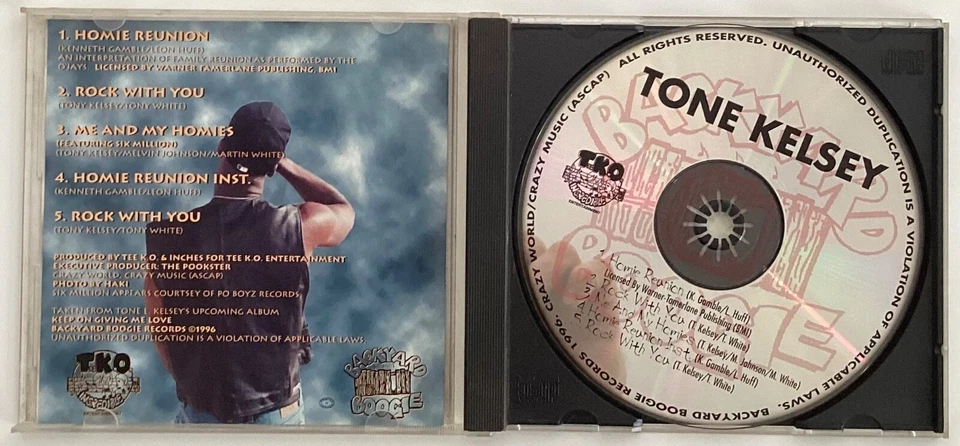 1. HOMIE REUNION
(KENNETH GAMBLE/LEON HUFF)
AN INTERPRETATION OF FAMILY REUNION AS PERFORMED BY THE
O'JAYS. LICENSED BY WARNER TAMERLANE PUBLISHING, BMI
2. ROCK WITH YOU
(TONY KELSEY/TONY WHITE)
3. ME AND MY HOMIES
(FEATURING SIX MILLION)
(TONY KELSEY/MELVIN JOHNSON/MARTIN WHITE)
4. HOMIE REUNION INST.
(KENNETH GAMBLE/LEON HUFF)
5. ROCK WITH YOU
(TONY KELSEY/TONY WHITE)
PRODUCED BY TEE K.O. & INCHES FOR TEE K.O. ENTERTAINMENT
EXECUTIVE PRODUCER: THE POOKSTER
CRAZY WORLD, CRAZY MUSIC (ASCAP)
PHOTO BY HAKI
SIX MILLION APPEARS COURTSEY OF PO BOYZ RECORDS
TAKEN FROM TONE L. KELSEY'S UPCOMING ALBUM
KEEP ON GIVING ME LOVE
BACKYARD BOOGIE RECORDS ©1996
UNAUTHORIZED DUPLICATION IS A VIOLATION OF APPLICABLE LAWS.
T.K.O
BACKYARD
BOOGIE
CRAZY WORLD/CRAZY MUSIC (ASCAP) ALL RIGHTS RESERVED. UNAUTHORIZED DUPLICATION IS A VIOLATION OF APPLICABLE LAWS. BACKYARD BOOGIE RECORDS 1996.
TONE KELSEY
BACKYARD
BOOGIE
T.K.O
ENTERTAINMENT
1 Homie Reunion (K. Gamble/L. Huff)
Licensed By Warner-Tamerlane Publishing (BMI)
2 Rock With You (T. Kelsey/T. White)
3 Me And My Homies (T. Kelsey/M. Johnson/M. White)
4 Homie Reunion Inst. (K. Gamble/L. Huff)
5 Rock With You (T. Kelsey/T. White)